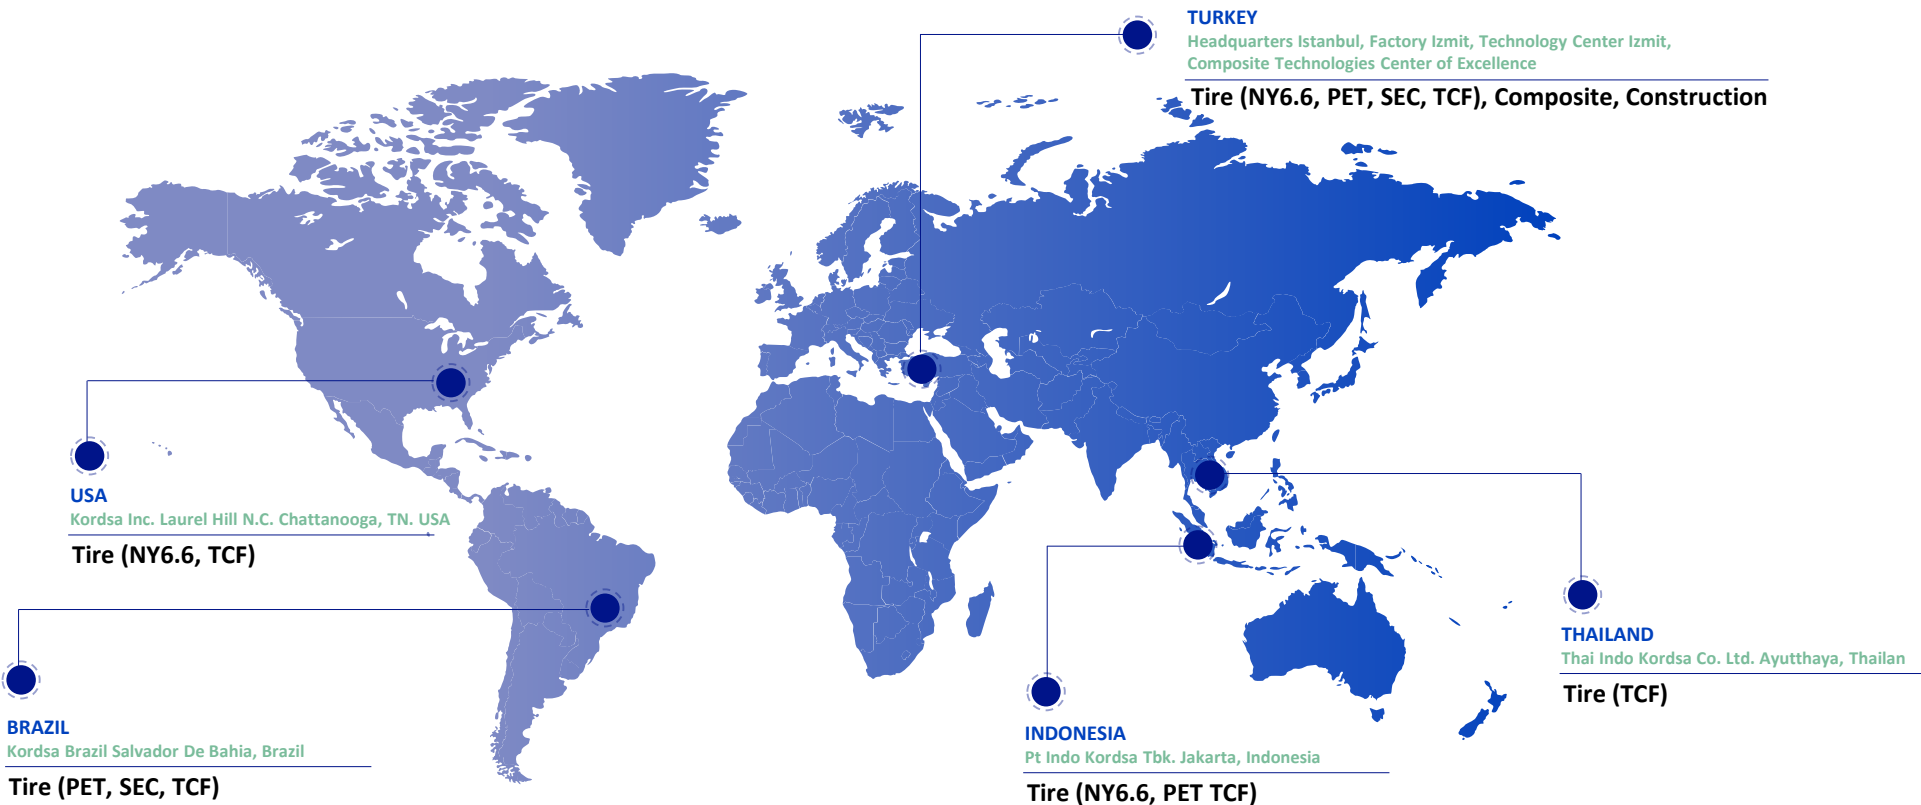 TURKEY
Headquarters Istanbul, Factory Izmit, Technology Center Izmit,
Composite Technologies Center of Excellence
Tire (NY6.6, PET, SEC, TCF), Composite, Construction
USA
Kordsa Inc. Laurel Hill N.C. Chattanooga, TN. USA
Tire (NY6.6, TCF)
BRAZIL
Kordsa Brazil Salvador De Bahia, Brazil
Tire (PET, SEC, TCF)
INDONESIA
Pt Indo Kordsa Tbk. Jakarta, Indonesia
Tire (NY6.6, PET TCF)
THAILAND
Thai Indo Kordsa Co. Ltd. Ayutthaya, Thailan
Tire (TCF)